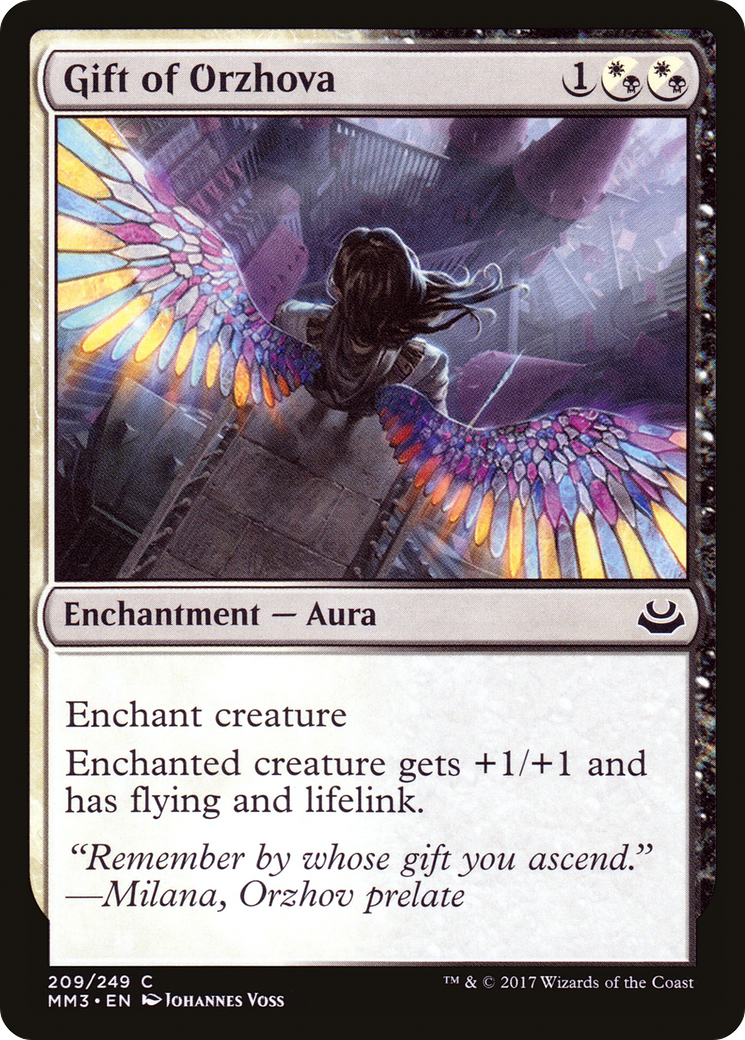 Gift of Orzhova 1
Enchantment — Aura
Enchant creature
Enchanted creature gets +1/+1 and
has flying and lifelink.
“Remember by whose gift you ascend.”
—Milana, Orzhov prelate
209/249 C
MM3 • EN Johannes Voss
™ & © 2017 Wizards of the Coast